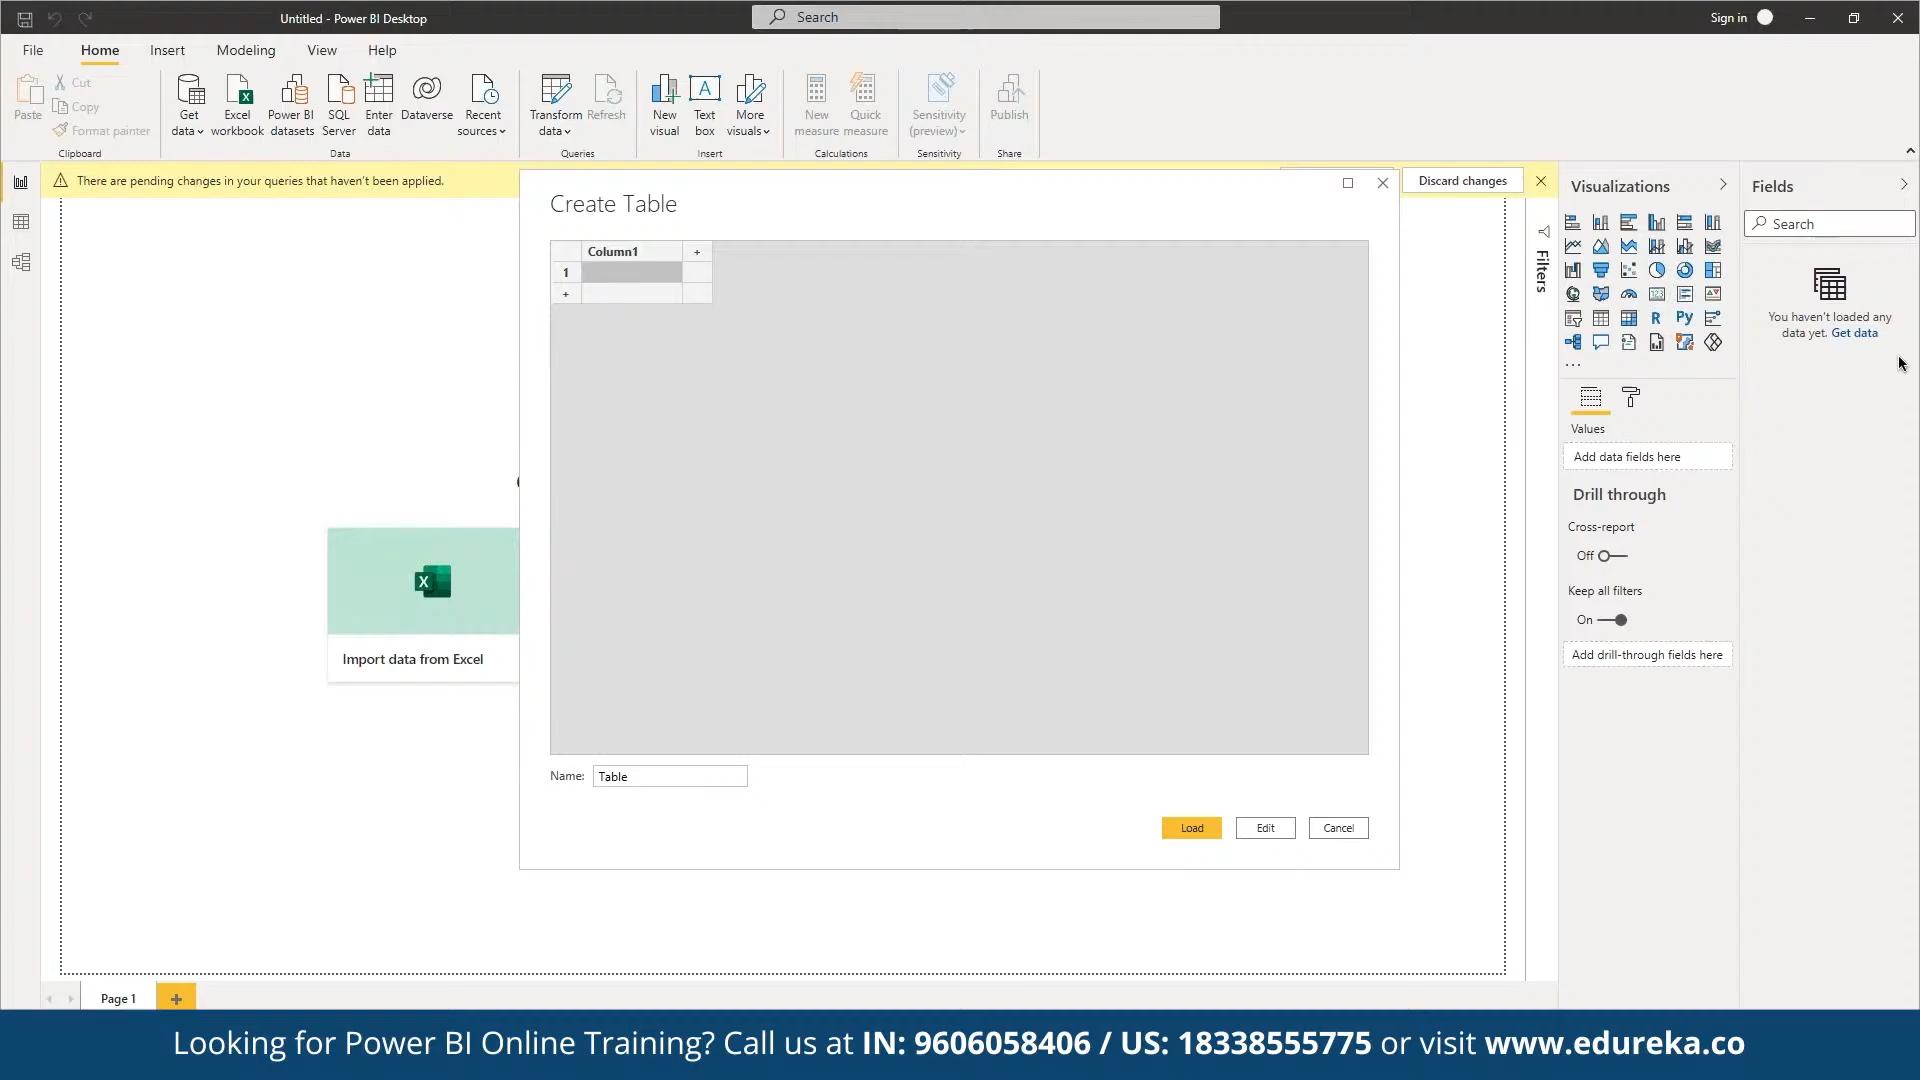 Untitled - Power BI Desktop
Search
Sign in
File
Home
Insert
Modeling
View
Help
Paste
Cut
Copy
Format painter
Clipboard
Get data
Excel workbook
Power BI datasets
SQL Server
Enter data
Dataverse
Recent sources
Data
Transform data
Refresh
Queries
New visual
Text box
More visuals
Insert
New measure
Quick measure
Calculations
Sensitivity (preview)
Sensitivity
Publish
Share
There are pending changes in your queries that haven't been applied.
Discard changes
Create Table
Column1
+
1
+
Name:
Table
Load
Edit
Cancel
Import data from Excel
Filters
Visualizations
R
Py
...
Values
Add data fields here
Drill through
Cross-report
Off
Keep all filters
On
Add drill-through fields here
Fields
Search
You haven't loaded any
data yet. Get data
Page 1
+
Looking for Power BI Online Training? Call us at IN: 9606058406 / US: 18338555775 or visit www.edureka.co